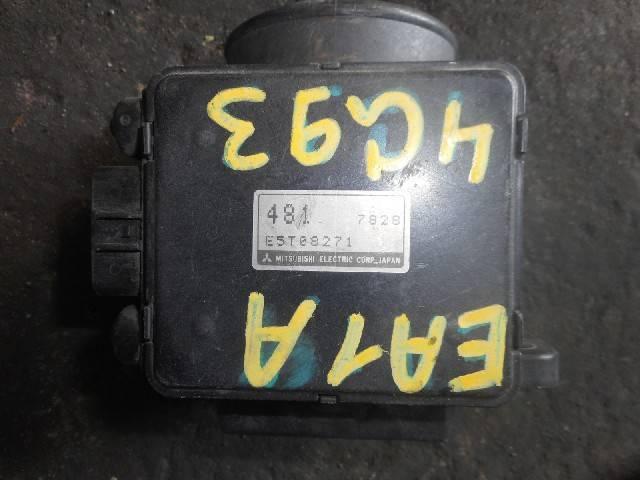 4G93
481 7828
E5T08271
MITSUBISHI ELECTRIC CORP. JAPAN
EA1A